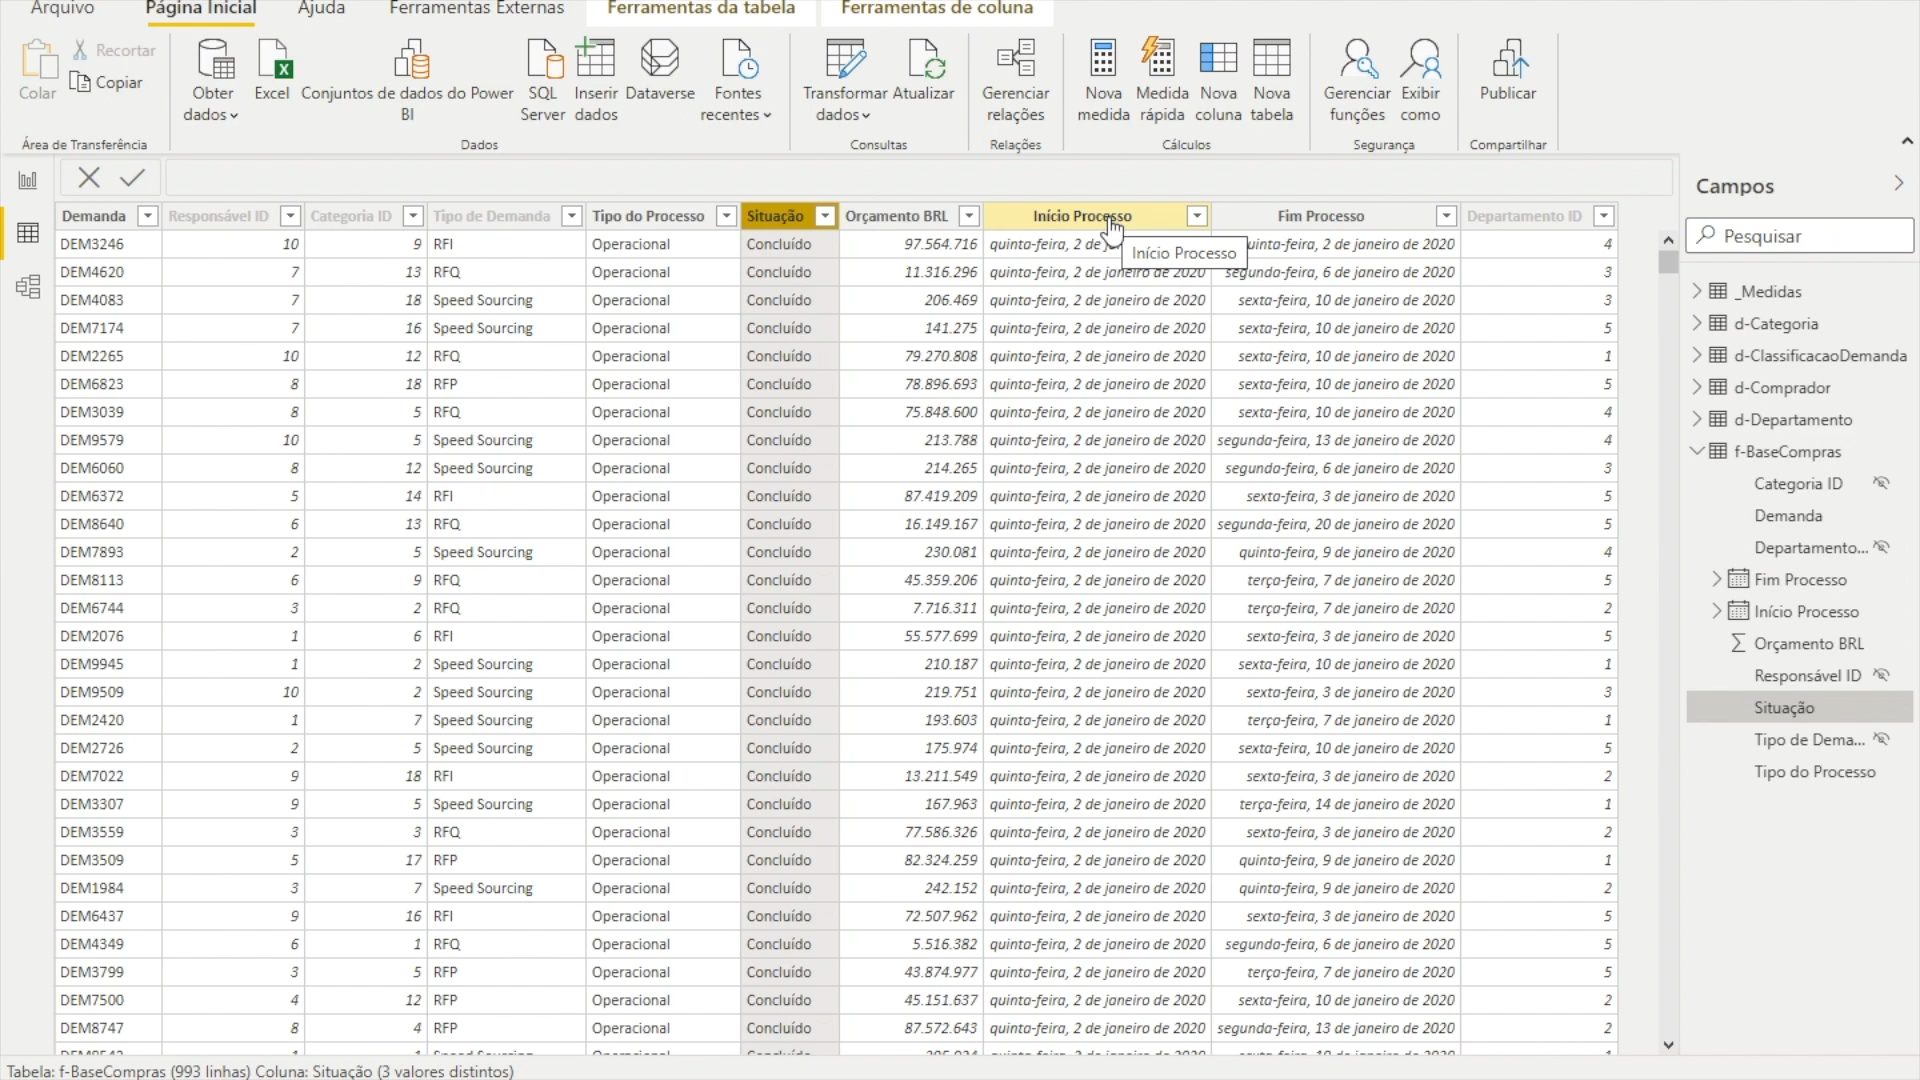 Arquivo Página Inicial Ajuda Ferramentas Externas Ferramentas da tabela Ferramentas de coluna
Colar Recortar Copiar
Área de Transferência
Obter dados Excel Conjuntos de dados do Power BI SQL Server Inserir dados Dataverse Fontes recentes
Dados
Transformar dados Atualizar
Consultas
Gerenciar relações
Relações
Nova medida Medida rápida Nova coluna Nova tabela
Cálculos
Gerenciar funções Exibir como
Segurança
Publicar
Compartilhar
Demanda Responsável ID Categoria ID Tipo de Demanda Tipo do Processo Situação Orçamento BRL Início Processo Fim Processo Departamento ID
Início Processo
DEM3246 10 9 RFI Operacional Concluído 97.564.716 quinta-feira, 2 de quinta-feira, 2 de janeiro de 2020 4
DEM4620 7 13 RFQ Operacional Concluído 11.316.296 quinta-feira, 2 de janeiro de 2020 segunda-feira, 6 de janeiro de 2020 3
DEM4083 7 18 Speed Sourcing Operacional Concluído 206.469 quinta-feira, 2 de janeiro de 2020 sexta-feira, 10 de janeiro de 2020 3
DEM7174 7 16 Speed Sourcing Operacional Concluído 141.275 quinta-feira, 2 de janeiro de 2020 sexta-feira, 10 de janeiro de 2020 5
DEM2265 10 12 RFQ Operacional Concluído 79.270.808 quinta-feira, 2 de janeiro de 2020 sexta-feira, 10 de janeiro de 2020 1
DEM6823 8 18 RFP Operacional Concluído 78.896.693 quinta-feira, 2 de janeiro de 2020 sexta-feira, 10 de janeiro de 2020 5
DEM3039 8 5 RFQ Operacional Concluído 75.848.600 quinta-feira, 2 de janeiro de 2020 sexta-feira, 10 de janeiro de 2020 4
DEM9579 10 5 Speed Sourcing Operacional Concluído 213.788 quinta-feira, 2 de janeiro de 2020 segunda-feira, 13 de janeiro de 2020 4
DEM6060 8 12 Speed Sourcing Operacional Concluído 214.265 quinta-feira, 2 de janeiro de 2020 segunda-feira, 6 de janeiro de 2020 3
DEM6372 5 14 RFI Operacional Concluído 87.419.209 quinta-feira, 2 de janeiro de 2020 sexta-feira, 3 de janeiro de 2020 5
DEM8640 6 13 RFQ Operacional Concluído 16.149.167 quinta-feira, 2 de janeiro de 2020 segunda-feira, 20 de janeiro de 2020 5
DEM7893 2 5 Speed Sourcing Operacional Concluído 230.081 quinta-feira, 2 de janeiro de 2020 quinta-feira, 9 de janeiro de 2020 4
DEM8113 6 9 RFQ Operacional Concluído 45.359.206 quinta-feira, 2 de janeiro de 2020 terça-feira, 7 de janeiro de 2020 5
DEM6744 3 2 RFQ Operacional Concluído 7.716.311 quinta-feira, 2 de janeiro de 2020 terça-feira, 7 de janeiro de 2020 2
DEM2076 1 6 RFI Operacional Concluído 55.577.699 quinta-feira, 2 de janeiro de 2020 sexta-feira, 3 de janeiro de 2020 5
DEM9945 1 2 Speed Sourcing Operacional Concluído 210.187 quinta-feira, 2 de janeiro de 2020 sexta-feira, 10 de janeiro de 2020 1
DEM9509 10 2 Speed Sourcing Operacional Concluído 219.751 quinta-feira, 2 de janeiro de 2020 sexta-feira, 3 de janeiro de 2020 3
DEM2420 1 7 Speed Sourcing Operacional Concluído 193.603 quinta-feira, 2 de janeiro de 2020 terça-feira, 7 de janeiro de 2020 1
DEM2726 2 5 Speed Sourcing Operacional Concluído 175.974 quinta-feira, 2 de janeiro de 2020 sexta-feira, 10 de janeiro de 2020 5
DEM7022 9 18 RFI Operacional Concluído 13.211.549 quinta-feira, 2 de janeiro de 2020 sexta-feira, 3 de janeiro de 2020 2
DEM3307 9 5 Speed Sourcing Operacional Concluído 167.963 quinta-feira, 2 de janeiro de 2020 terça-feira, 14 de janeiro de 2020 1
DEM3559 3 3 RFQ Operacional Concluído 77.586.326 quinta-feira, 2 de janeiro de 2020 sexta-feira, 3 de janeiro de 2020 2
DEM3509 5 17 RFP Operacional Concluído 82.324.259 quinta-feira, 2 de janeiro de 2020 quinta-feira, 9 de janeiro de 2020 1
DEM1984 3 7 Speed Sourcing Operacional Concluído 242.152 quinta-feira, 2 de janeiro de 2020 quinta-feira, 9 de janeiro de 2020 2
DEM6437 9 16 RFI Operacional Concluído 72.507.962 quinta-feira, 2 de janeiro de 2020 sexta-feira, 3 de janeiro de 2020 5
DEM4349 6 1 RFQ Operacional Concluído 5.516.382 quinta-feira, 2 de janeiro de 2020 segunda-feira, 6 de janeiro de 2020 5
DEM3799 3 5 RFP Operacional Concluído 43.874.977 quinta-feira, 2 de janeiro de 2020 terça-feira, 7 de janeiro de 2020 5
DEM7500 4 12 RFP Operacional Concluído 45.151.637 quinta-feira, 2 de janeiro de 2020 sexta-feira, 10 de janeiro de 2020 2
DEM8747 8 4 RFP Operacional Concluído 87.572.643 quinta-feira, 2 de janeiro de 2020 segunda-feira, 13 de janeiro de 2020 2
Campos
Pesquisar
_Medidas
d-Categoria
d-ClassificacaoDemanda
d-Comprador
d-Departamento
f-BaseCompras
Categoria ID
Demanda
Departamento...
Fim Processo
Início Processo
Orçamento BRL
Responsável ID
Situação
Tipo de Dema...
Tipo do Processo
Tabela: f-BaseCompras (993 linhas) Coluna: Situação (3 valores distintos)